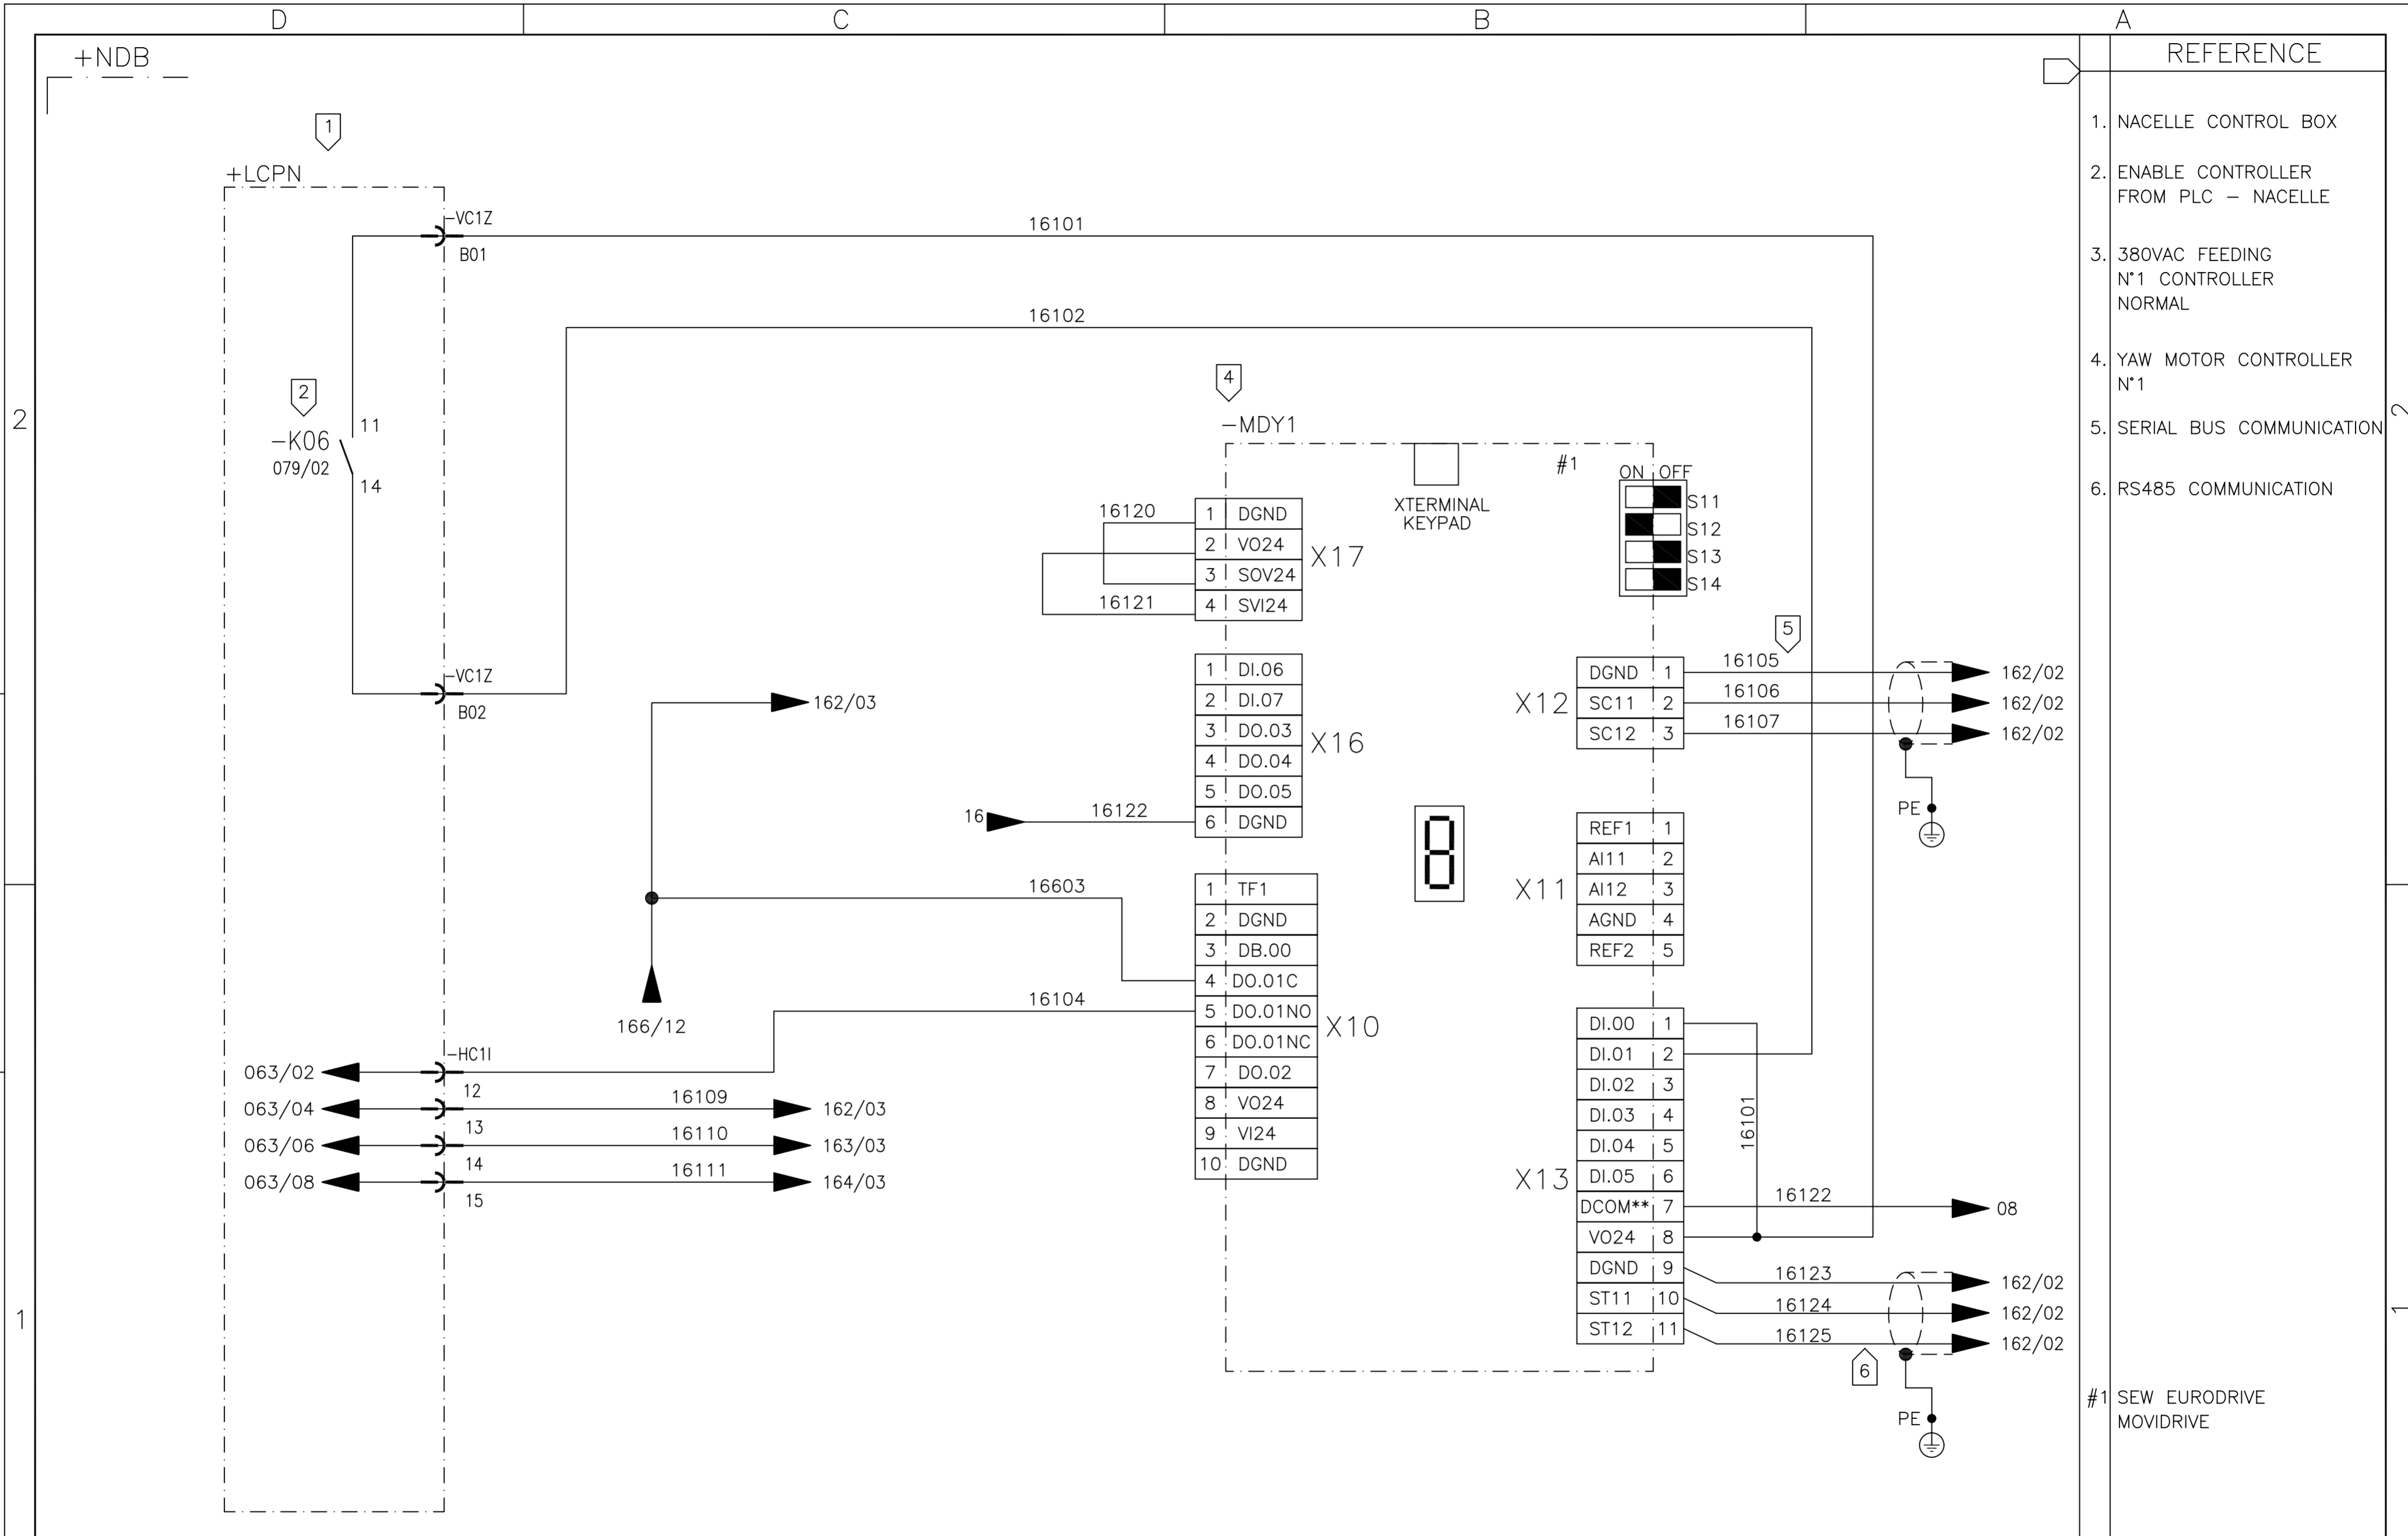 D
C
B
A
+NDB
REFERENCE
1. NACELLE CONTROL BOX
2. ENABLE CONTROLLER
FROM PLC – NACELLE
3. 380VAC FEEDING
N°1 CONTROLLER
NORMAL
4. YAW MOTOR CONTROLLER
N°1
5. SERIAL BUS COMMUNICATION
6. RS485 COMMUNICATION
#1 SEW EURODRIVE
MOVIDRIVE
2
1
2
1
1
+LCPN
-VC1Z
B01
16101
16102
2
-K06
079/02
11
14
-VC1Z
B02
162/03
16603
166/12
16104
-HC1I
063/02
12
063/04
13
16109
162/03
063/06
14
16110
163/03
063/08
15
16111
164/03
4
-MDY1
#1
XTERMINAL
KEYPAD
ON OFF
S11
S12
S13
S14
16120
16121
1 DGND
2 VO24
3 SOV24
4 SVI24
X17
1 DI.06
2 DI.07
3 DO.03
4 DO.04
5 DO.05
6 DGND
X16
16
16122
1 TF1
2 DGND
3 DB.00
4 DO.01C
5 DO.01NO
6 DO.01NC
7 DO.02
8 VO24
9 VI24
10 DGND
X10
8
5
X12
DGND 1
SC11 2
SC12 3
16105
16106
16107
162/02
162/02
162/02
PE
X11
REF1 1
AI11 2
AI12 3
AGND 4
REF2 5
X13
DI.00 1
DI.01 2
DI.02 3
DI.03 4
DI.04 5
DI.05 6
DCOM** 7
VO24 8
DGND 9
ST11 10
ST12 11
16101
16122
08
16123
16124
16125
162/02
162/02
162/02
6
PE